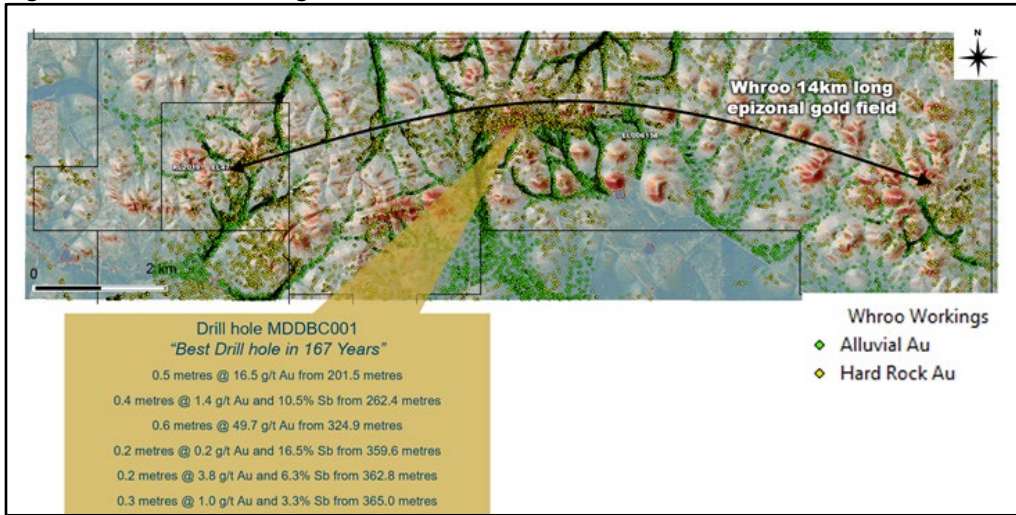 N
Whroo 14km long
epizonal gold field
EL006156
0
2 km
Drill hole MDDBC001
“Best Drill hole in 167 Years”
0.5 metres @ 16.5 g/t Au from 201.5 metres
0.4 metres @ 1.4 g/t Au and 10.5% Sb from 262.4 metres
0.6 metres @ 49.7 g/t Au from 324.9 metres
0.2 metres @ 0.2 g/t Au and 16.5% Sb from 359.6 metres
0.2 metres @ 3.8 g/t Au and 6.3% Sb from 362.8 metres
0.3 metres @ 1.0 g/t Au and 3.3% Sb from 365.0 metres
Whroo Workings
Alluvial Au
Hard Rock Au